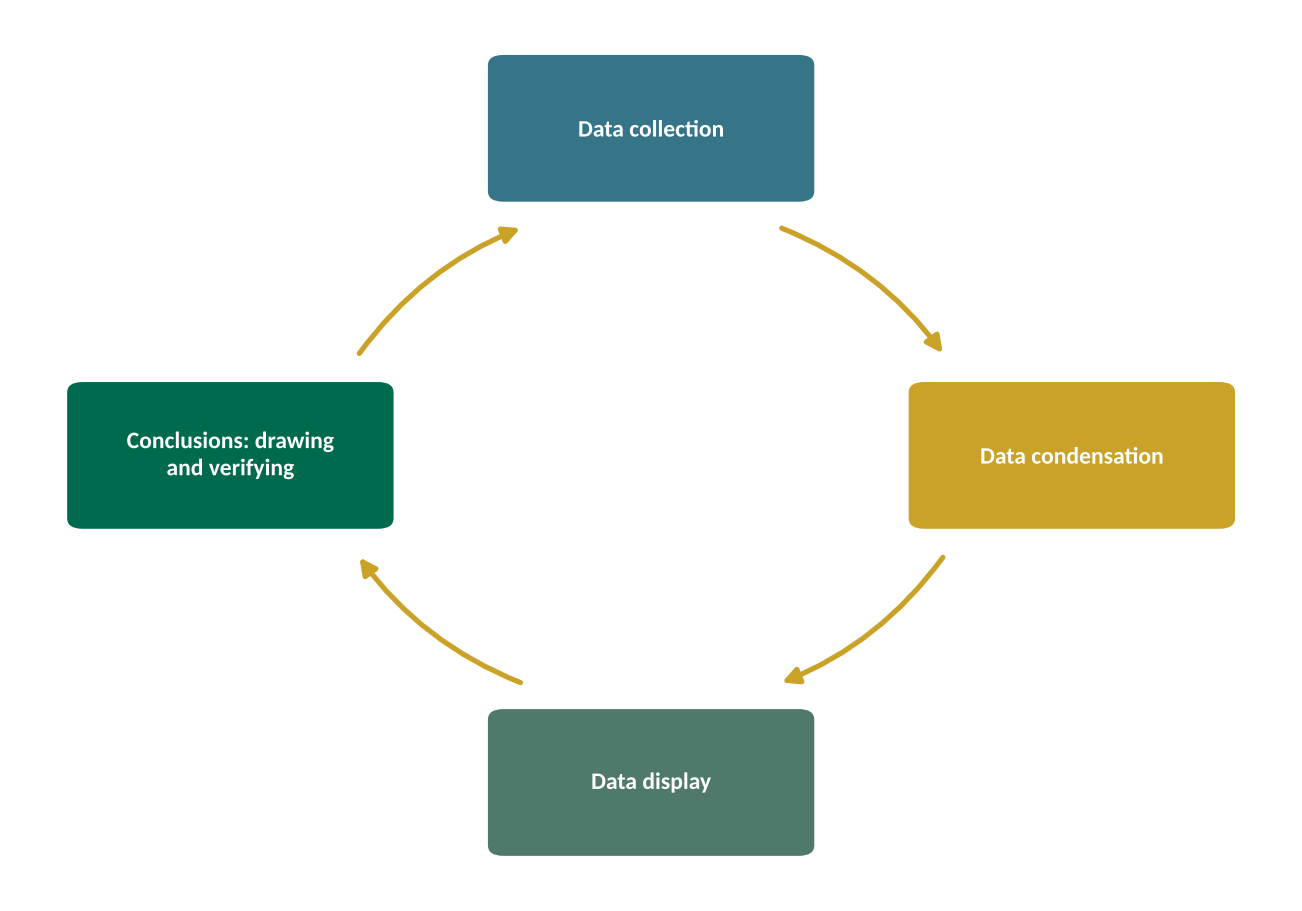 Data collection
Data condensation
Data display
Conclusions: drawing
and verifying